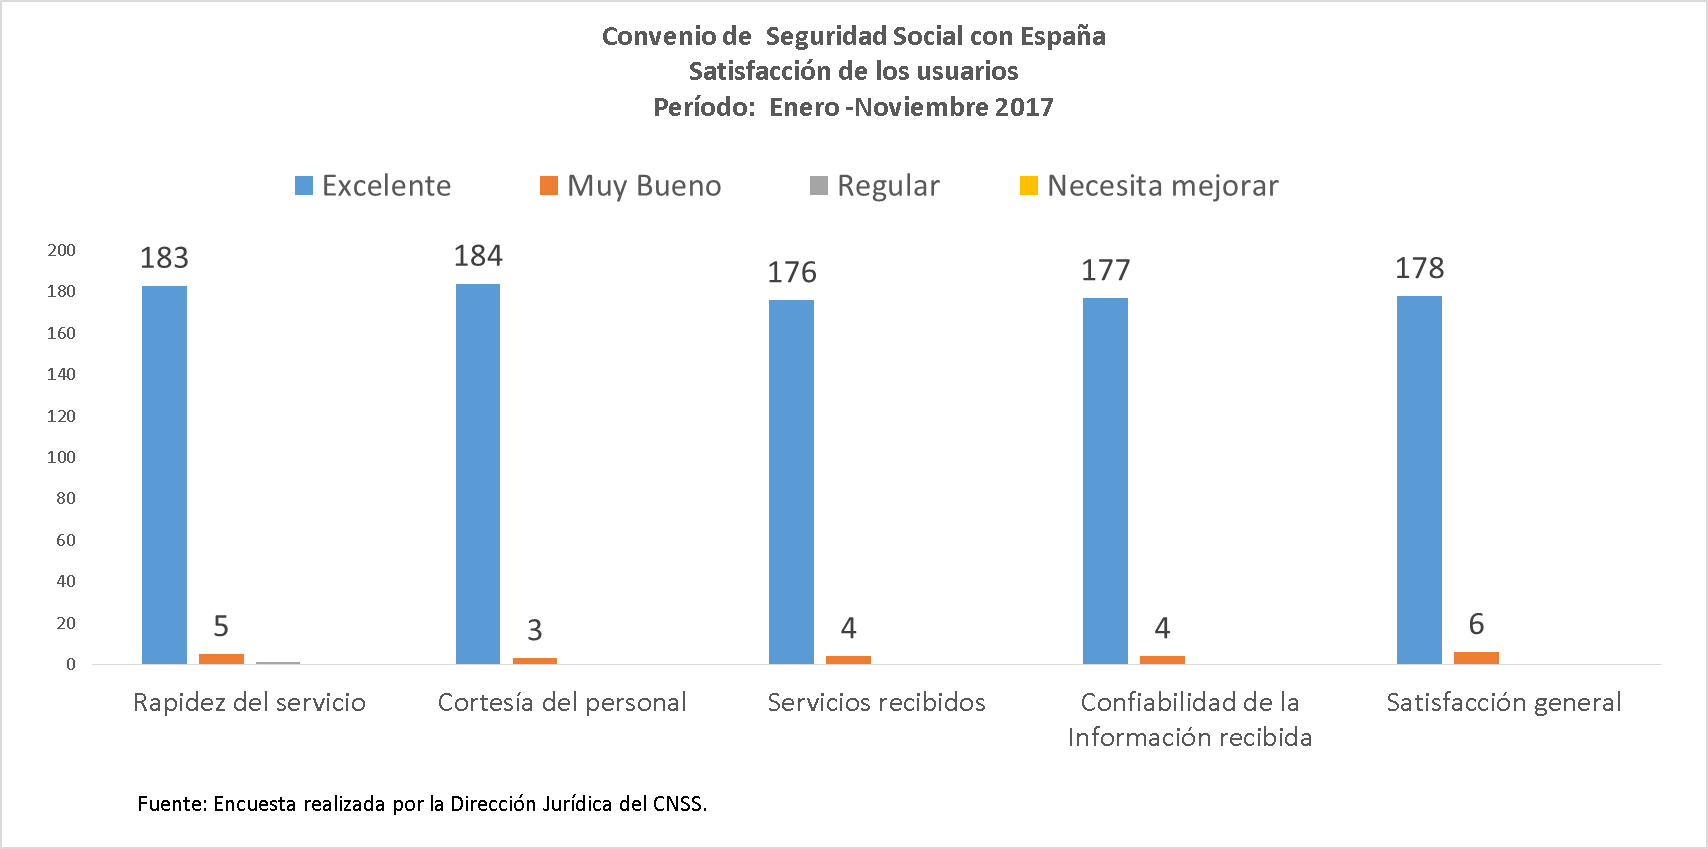 Convenio de  Seguridad Social con España
Satisfacción de los usuarios
Período:  Enero -Noviembre 2017
Excelente
Muy Bueno
Regular
Necesita mejorar
200
180
160
140
120
100
80
60
40
20
0
183
5
184
3
176
4
177
4
178
6
Rapidez del servicio
Cortesía del personal
Servicios recibidos
Confiabilidad de la
Información recibida
Satisfacción general
Fuente: Encuesta realizada por la Dirección Jurídica del CNSS.